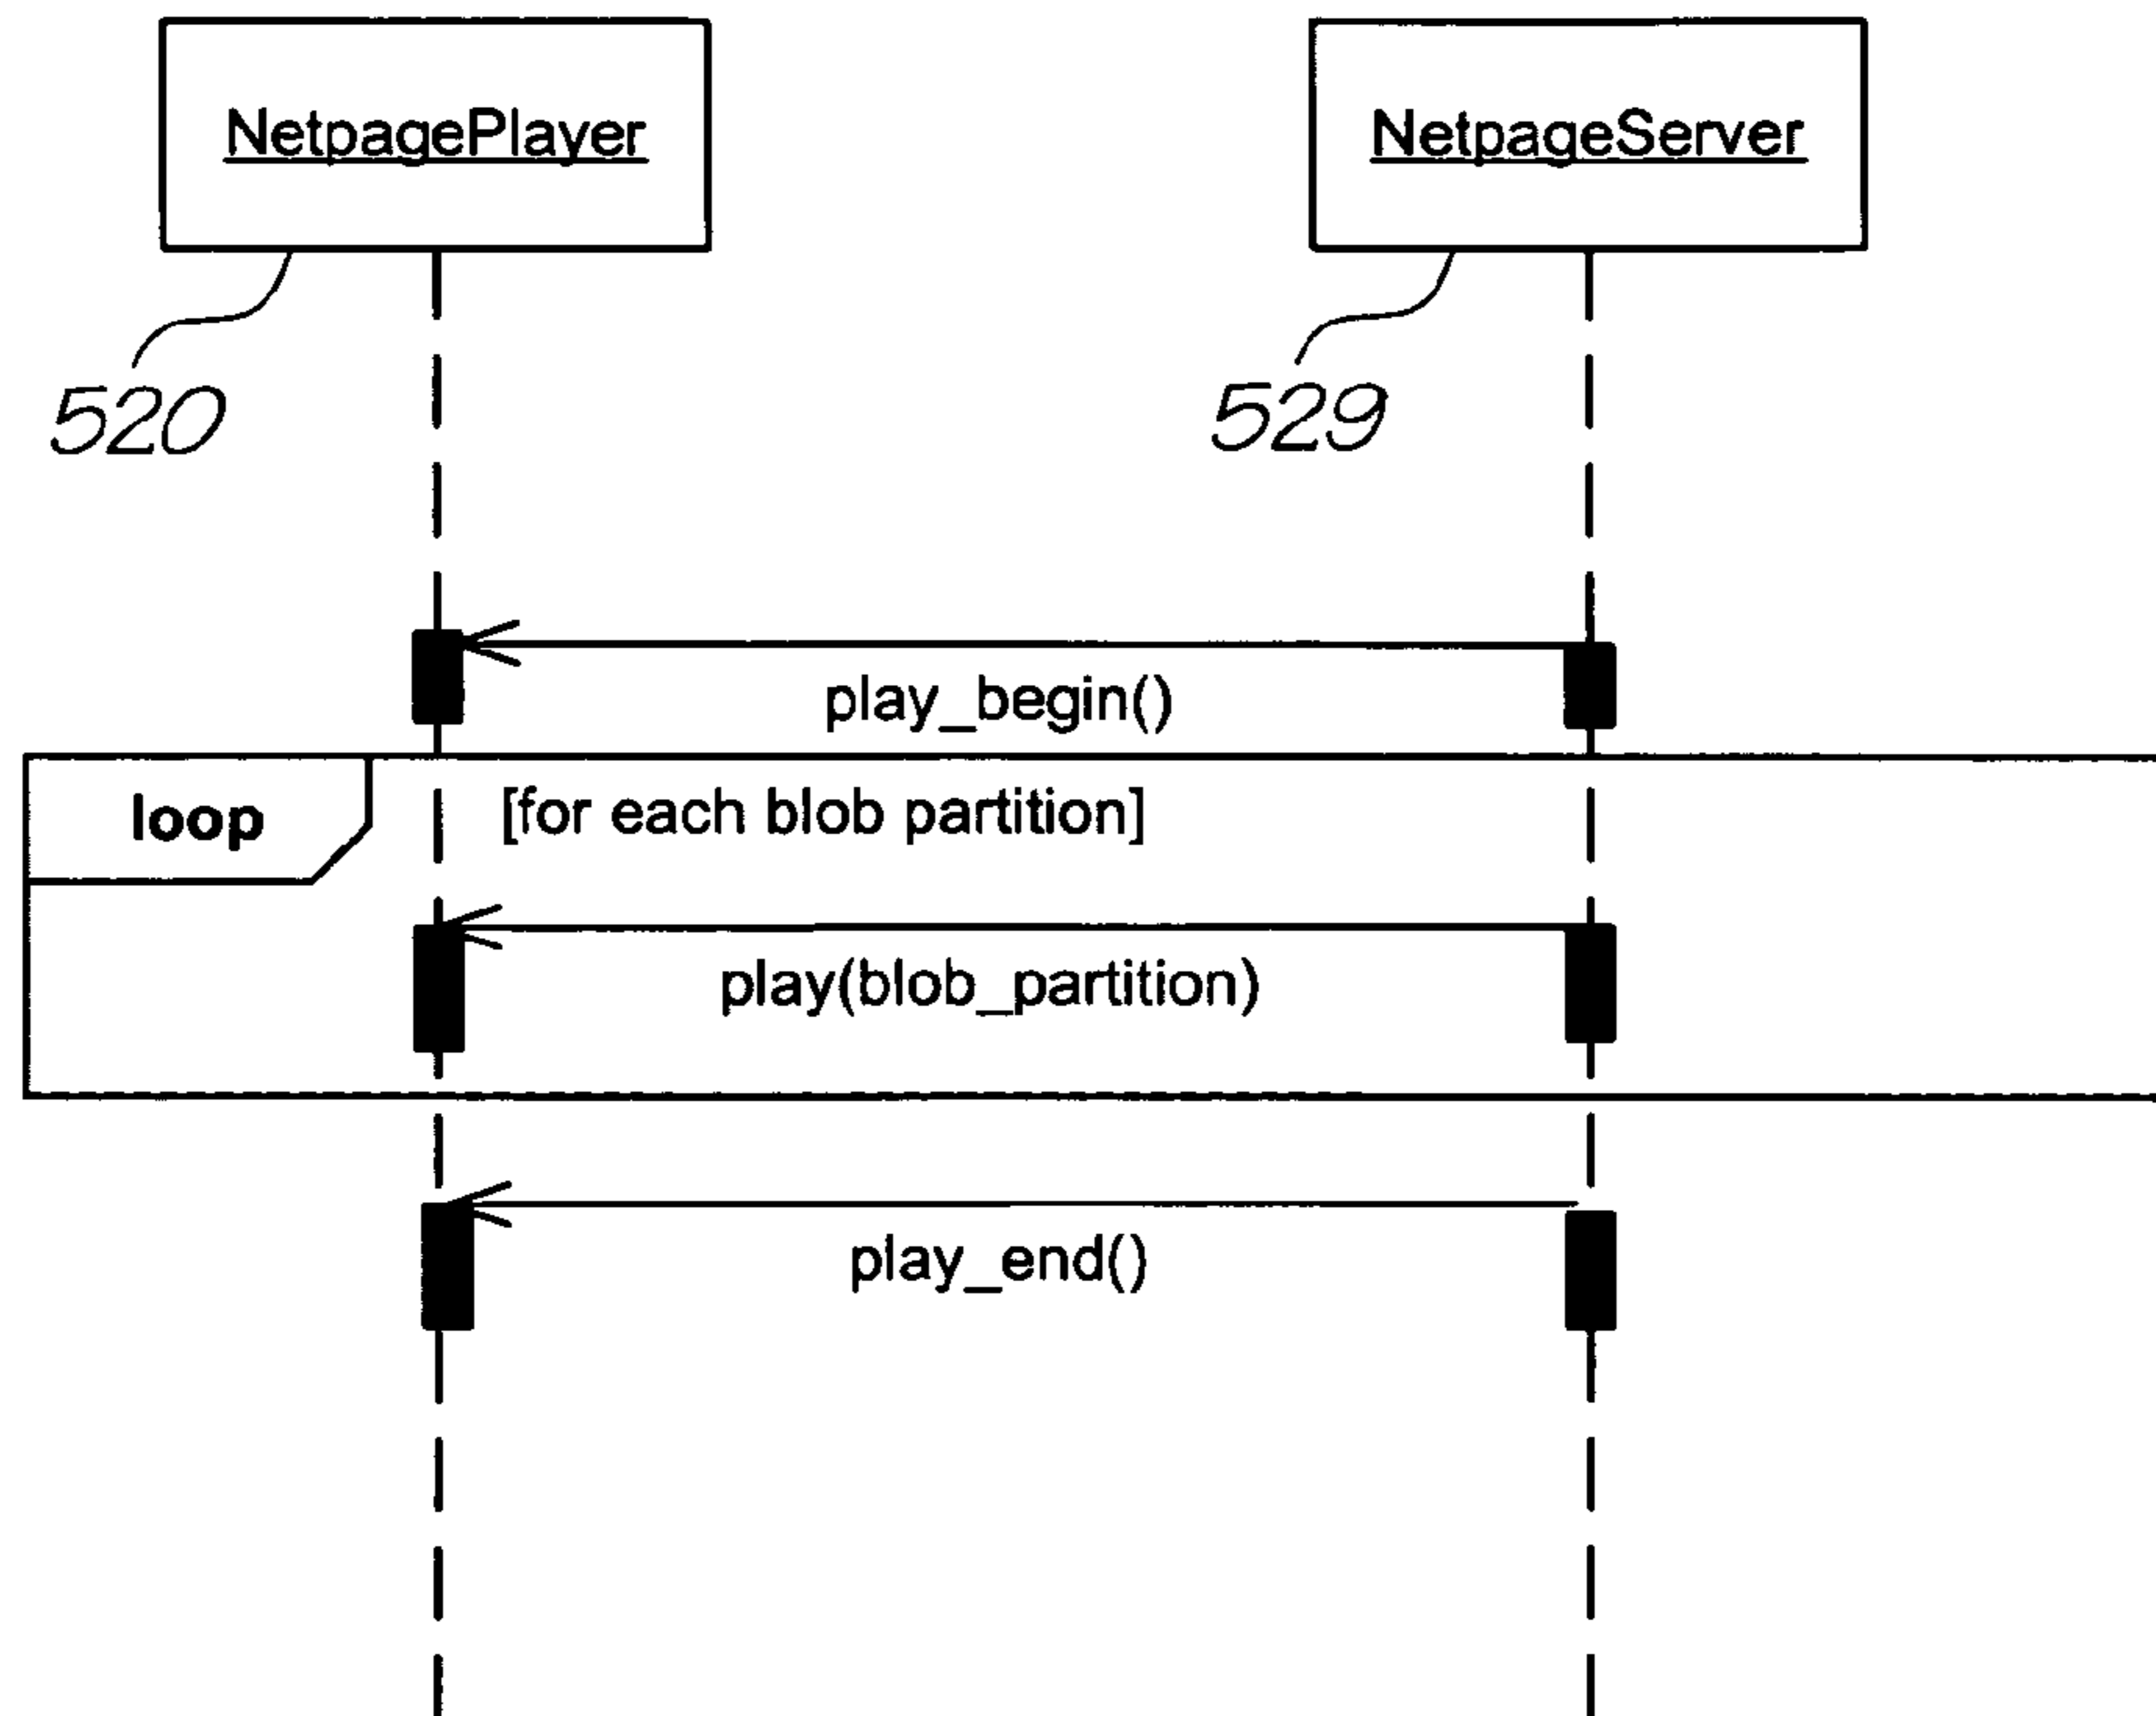 NetpagePlayer
NetpageServer
520
529
play_begin()
loop
[for each blob partition]
play(blob_partition)
play_end()